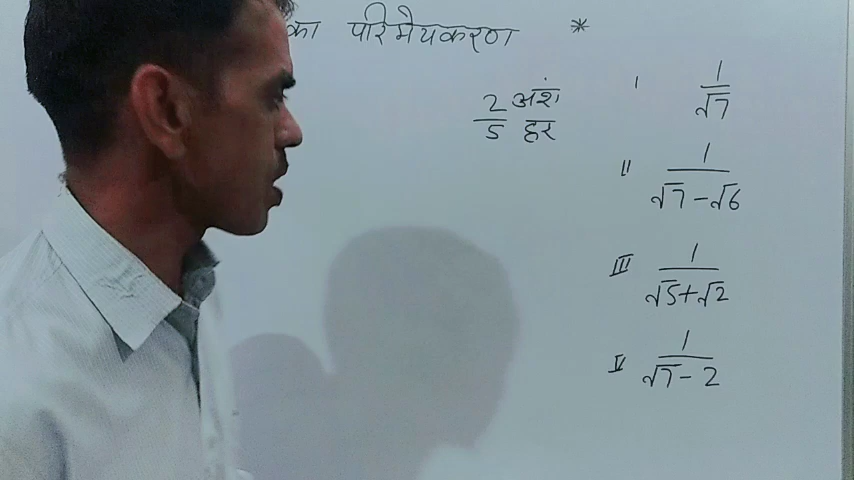 का परिमेयकरण *
2 अंश
5 हर
I 1/√7
II 1/(√7-√6)
III 1/(√5+√2)
IV 1/(√7-2)